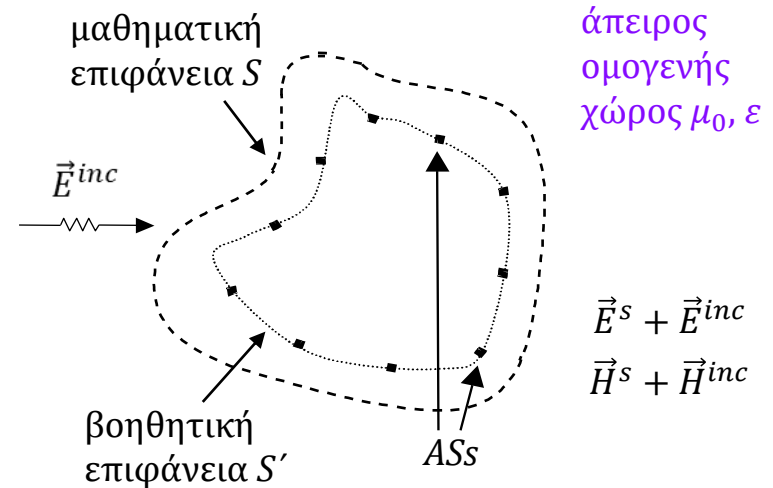 μαθηματική
επιφάνεια S
άπειρος
ομογενής
χώρος μ₀, ε
E⃗ⁱⁿᶜ
E⃗ˢ + E⃗ⁱⁿᶜ
H⃗ˢ + H⃗ⁱⁿᶜ
βοηθητική
επιφάνεια S′
ASs